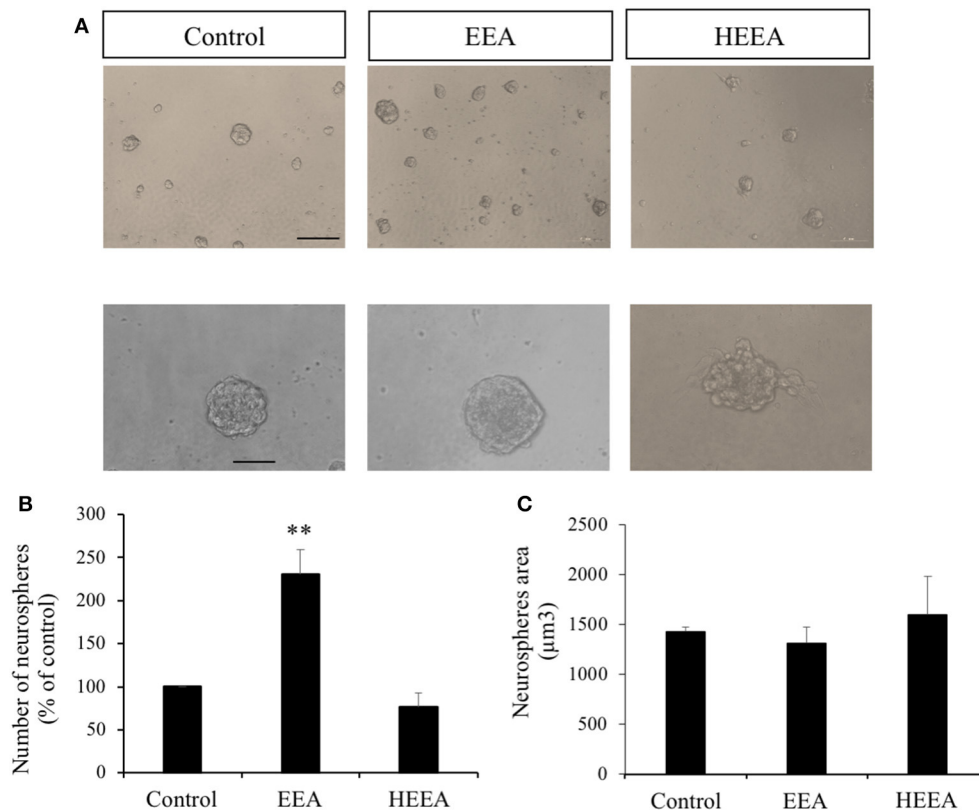 A
Control
EEA
HEEA
B
Number of neurospheres
(% of control)
300
250
200
150
100
50
0
**
Control
EEA
HEEA
C
Neurospheres area
(µm3)
2500
2000
1500
1000
500
0
Control
EEA
HEEA